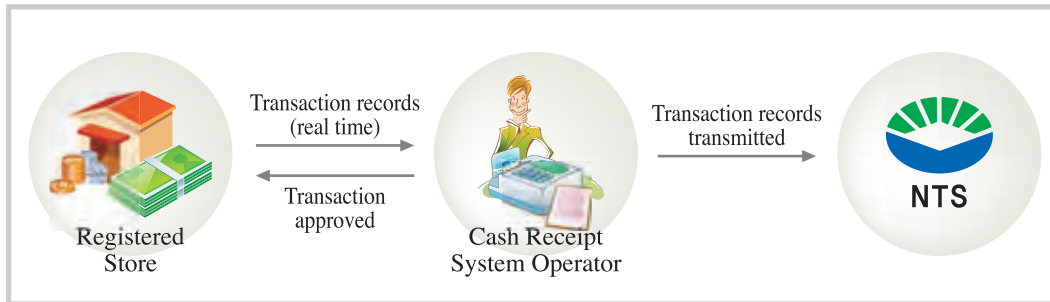 Transaction records
(real time)
Transaction
approved
Registered
Store
Cash Receipt
System Operator
Transaction records
transmitted
NTS